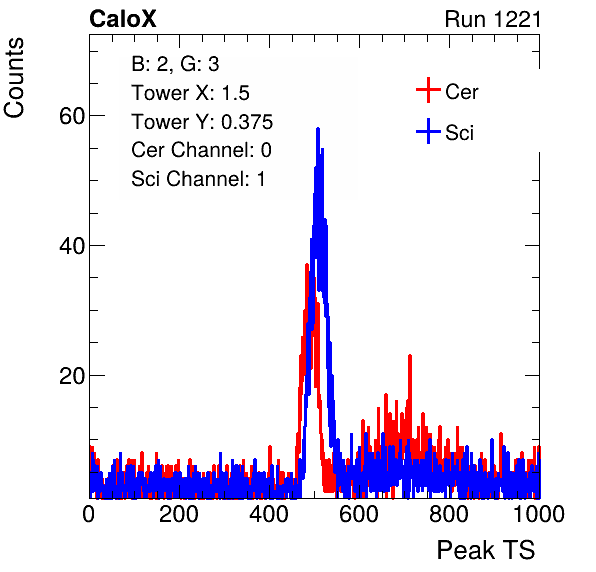 CaloX Run 1221
Counts
B: 2, G: 3
Tower X: 1.5
Tower Y: 0.375
Cer Channel: 0
Sci Channel: 1
Cer
Sci
60
40
20
0 200 400 600 800 1000
Peak TS